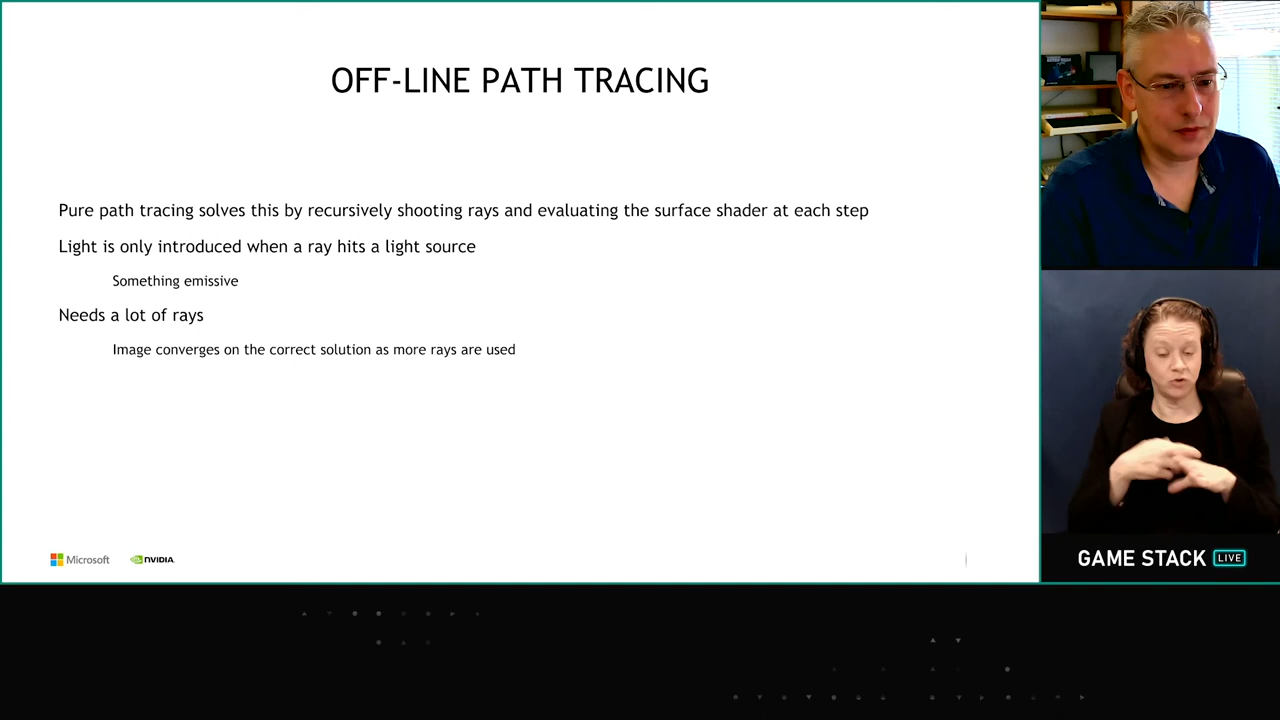 OFF-LINE PATH TRACING
Pure path tracing solves this by recursively shooting rays and evaluating the surface shader at each step
Light is only introduced when a ray hits a light source
Something emissive
Needs a lot of rays
Image converges on the correct solution as more rays are used
Microsoft
NVIDIA
GAME STACK LIVE